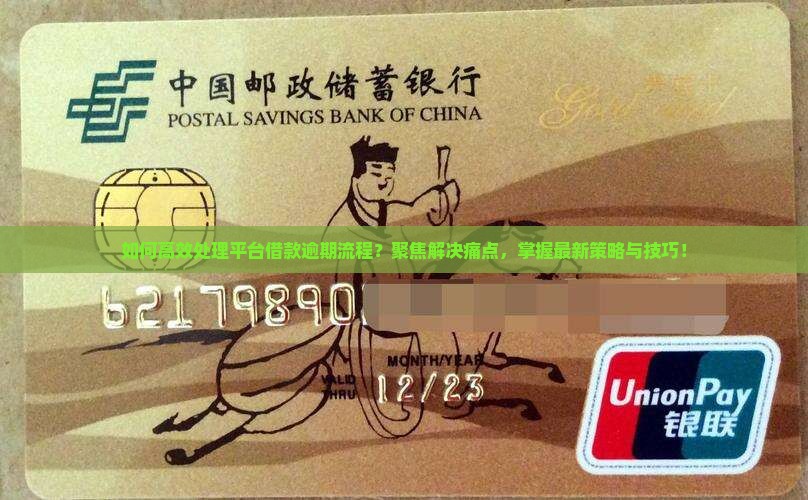 中国邮政储蓄银行
POSTAL SAVINGS BANK OF CHINA
如何高效处理平台借款逾期流程？聚焦解决痛点，掌握最新策略与技巧！
62179890
MONTH/YEAR
VALID
THRU
12/23
UnionPay
银联